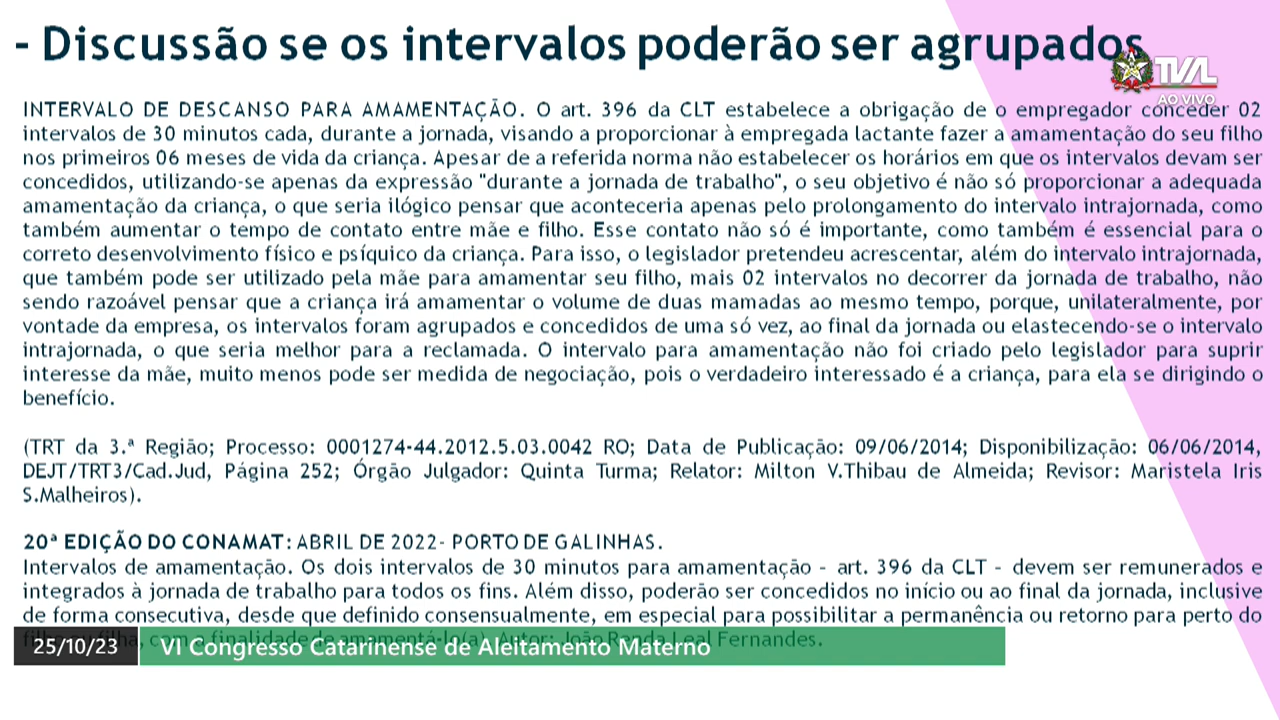 - Discussão se os intervalos poderão ser agrupados
TVAL
AO VIVO
INTERVALO DE DESCANSO PARA AMAMENTAÇÃO. O art. 396 da CLT estabelece a obrigação de o empregador conceder 02
intervalos de 30 minutos cada, durante a jornada, visando a proporcionar à empregada lactante fazer a amamentação do seu filho
nos primeiros 06 meses de vida da criança. Apesar de a referida norma não estabelecer os horários em que os intervalos devam ser
concedidos, utilizando-se apenas da expressão "durante a jornada de trabalho", o seu objetivo é não só proporcionar a adequada
amamentação da criança, o que seria ilógico pensar que aconteceria apenas pelo prolongamento do intervalo intrajornada, como
também aumentar o tempo de contato entre mãe e filho. Esse contato não só é importante, como também é essencial para o
correto desenvolvimento físico e psíquico da criança. Para isso, o legislador pretendeu acrescentar, além do intervalo intrajornada,
que também pode ser utilizado pela mãe para amamentar seu filho, mais 02 intervalos no decorrer da jornada de trabalho, não
sendo razoável pensar que a criança irá amamentar o volume de duas mamadas ao mesmo tempo, porque, unilateralmente, por
vontade da empresa, os intervalos foram agrupados e concedidos de uma só vez, ao final da jornada ou elastecendo-se o intervalo
intrajornada, o que seria melhor para a reclamada. O intervalo para amamentação não foi criado pelo legislador para suprir
interesse da mãe, muito menos pode ser medida de negociação, pois o verdadeiro interessado é a criança, para ela se dirigindo o
benefício.
(TRT da 3.ª Região; Processo: 0001274-44.2012.5.03.0042 RO; Data de Publicação: 09/06/2014; Disponibilização: 06/06/2014,
DEJT/TRT3/Cad.Jud, Página 252; Órgão Julgador: Quinta Turma; Relator: Milton V.Thibau de Almeida; Revisor: Maristela Iris
S.Malheiros).
20ª EDIÇÃO DO CONAMAT: ABRIL DE 2022- PORTO DE GALINHAS.
Intervalos de amamentação. Os dois intervalos de 30 minutos para amamentação - art. 396 da CLT - devem ser remunerados e
integrados à jornada de trabalho para todos os fins. Além disso, poderão ser concedidos no início ou ao final da jornada, inclusive
de forma consecutiva, desde que definido consensualmente, em especial para possibilitar a permanência ou retorno para perto do
com a finalidade de amamentá-lo(a). Autor: João Leal Fernandes.
25/10/23 VI Congresso Catarinense de Aleitamento Materno